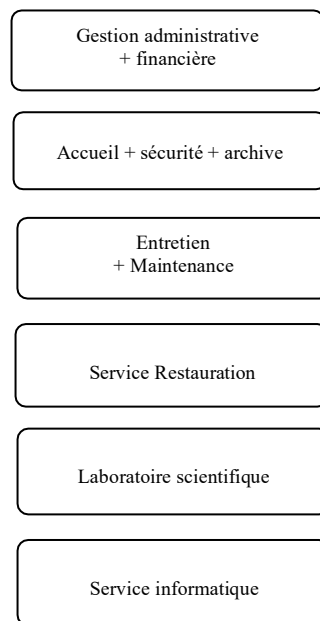 Gestion administrative
+ financière
Accueil + sécurité + archive
Entretien
+ Maintenance
Service Restauration
Laboratoire scientifique
Service informatique